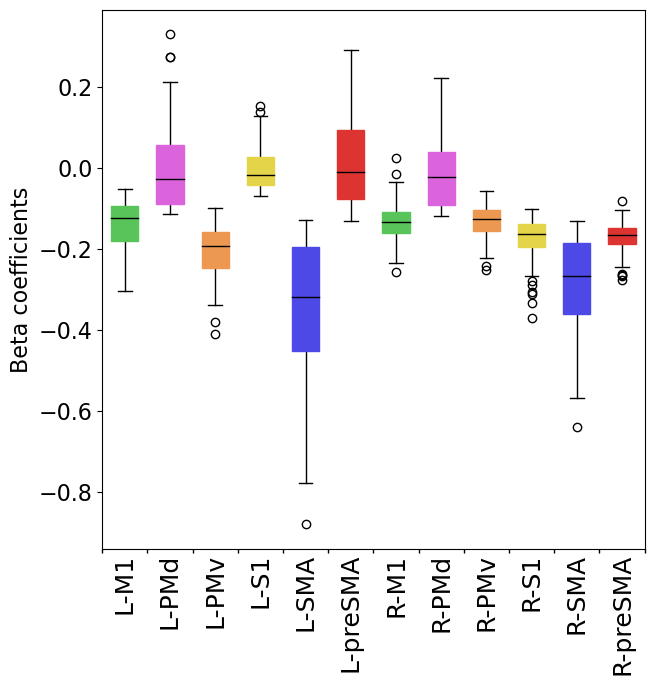 Beta coefficients
0.2
0.0
−0.2
−0.4
−0.6
−0.8
L-M1
L-PMd
L-PMv
L-S1
L-SMA
L-preSMA
R-M1
R-PMd
R-PMv
R-S1
R-SMA
R-preSMA